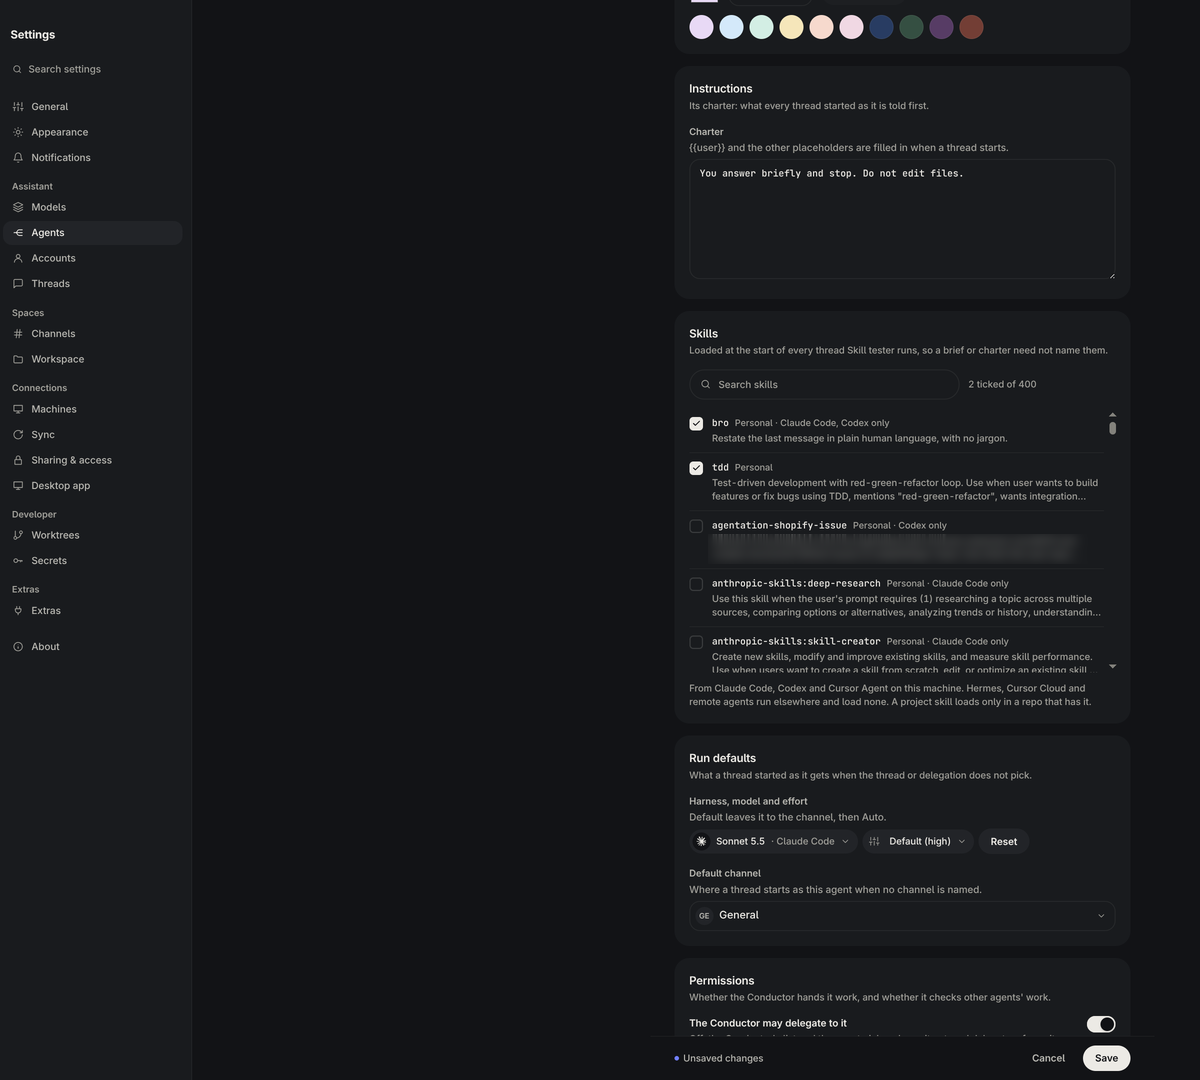 Settings
Search settings
General
Appearance
Notifications
Assistant
Models
Agents
Accounts
Threads
Spaces
Channels
Workspace
Connections
Machines
Sync
Sharing & access
Desktop app
Developer
Worktrees
Secrets
Extras
Extras
About
Instructions
Its charter: what every thread started as it is told first.
Charter
{{user}} and the other placeholders are filled in when a thread starts.
You answer briefly and stop. Do not edit files.
Skills
Loaded at the start of every thread Skill tester runs, so a brief or charter need not name them.
Search skills
2 ticked of 400
bro Personal · Claude Code, Codex only
Restate the last message in plain human language, with no jargon.
tdd Personal
Test-driven development with red-green-refactor loop. Use when user wants to build
features or fix bugs using TDD, mentions "red-green-refactor", wants integration...
agentation-shopify-issue Personal · Codex only
anthropic-skills:deep-research Personal · Claude Code only
Use this skill when the user's prompt requires (1) researching a topic across multiple
sources, comparing options or alternatives, analyzing trends or history, understandin...
anthropic-skills:skill-creator Personal · Claude Code only
Create new skills, modify and improve existing skills, and measure skill performance.
Use when users want to create a skill from scratch, edit, or optimize an existing skill...
From Claude Code, Codex and Cursor Agent on this machine. Hermes, Cursor Cloud and
remote agents run elsewhere and load none. A project skill loads only in a repo that has it.
Run defaults
What a thread started as it gets when the thread or delegation does not pick.
Harness, model and effort
Default leaves it to the channel, then Auto.
Sonnet 5.5 · Claude Code
Default (high)
Reset
Default channel
Where a thread starts as this agent when no channel is named.
GE General
Permissions
Whether the Conductor hands it work, and whether it checks other agents' work.
The Conductor may delegate to it
Unsaved changes
Cancel
Save